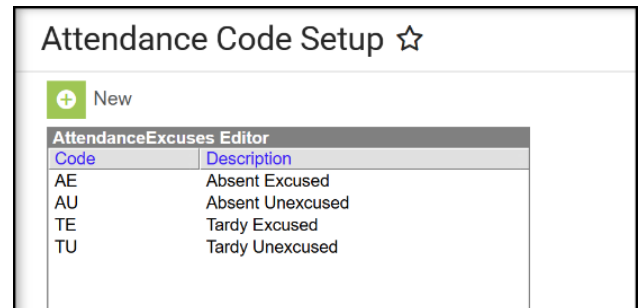 Attendance Code Setup ☆
New
AttendanceExcuses Editor
Code Description
AE Absent Excused
AU Absent Unexcused
TE Tardy Excused
TU Tardy Unexcused